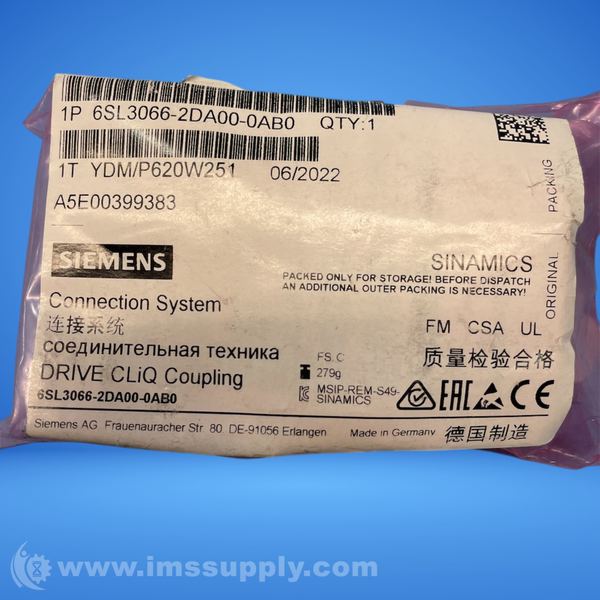 1P 6SL3066-2DA00-0AB0 QTY:1
1T YDM/P620W251 06/2022
A5E00399383
PACKING
ORIGINAL
SIEMENS
SINAMICS
PACKED ONLY FOR STORAGE! BEFORE DISPATCH
AN ADDITIONAL OUTER PACKING IS NECESSARY!
Connection System
连接系统
соединительная техника
DRIVE CLiQ Coupling
6SL3066-2DA00-0AB0
FM CSA UL
质量检验合格
FS. C
279g
MSIP-REM-S49-
SINAMICS
EAC
Siemens AG Frauenauracher Str. 80 DE-91056 Erlangen Made in Germany 德国制造
www.imssupply.com